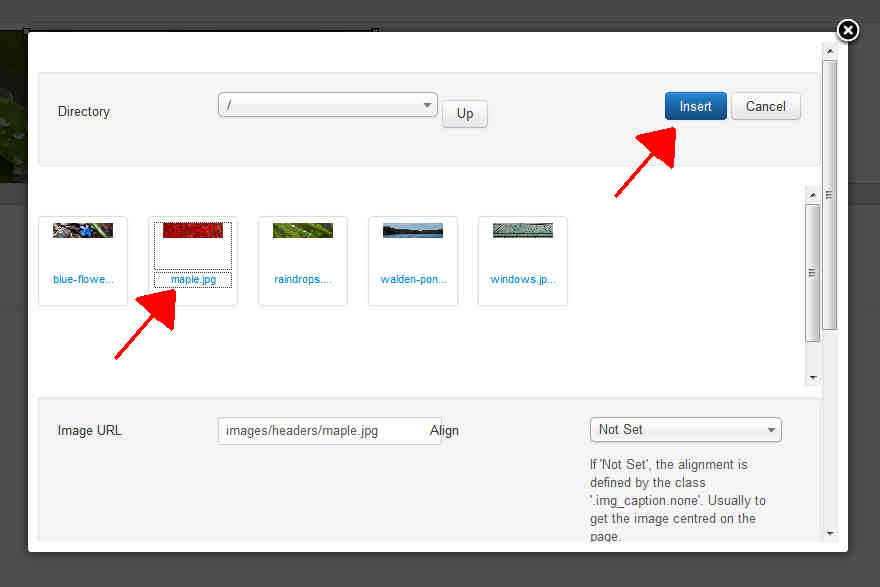 Directory
/
Up
Insert
Cancel
blue-flowe...
maple.jpg
raindrops....
walden-pon...
windows.jp...
Image URL
images/headers/maple.jpg
Align
Not Set
If 'Not Set', the alignment is
defined by the class
'.img_caption.none'. Usually to
get the image centred on the
page.